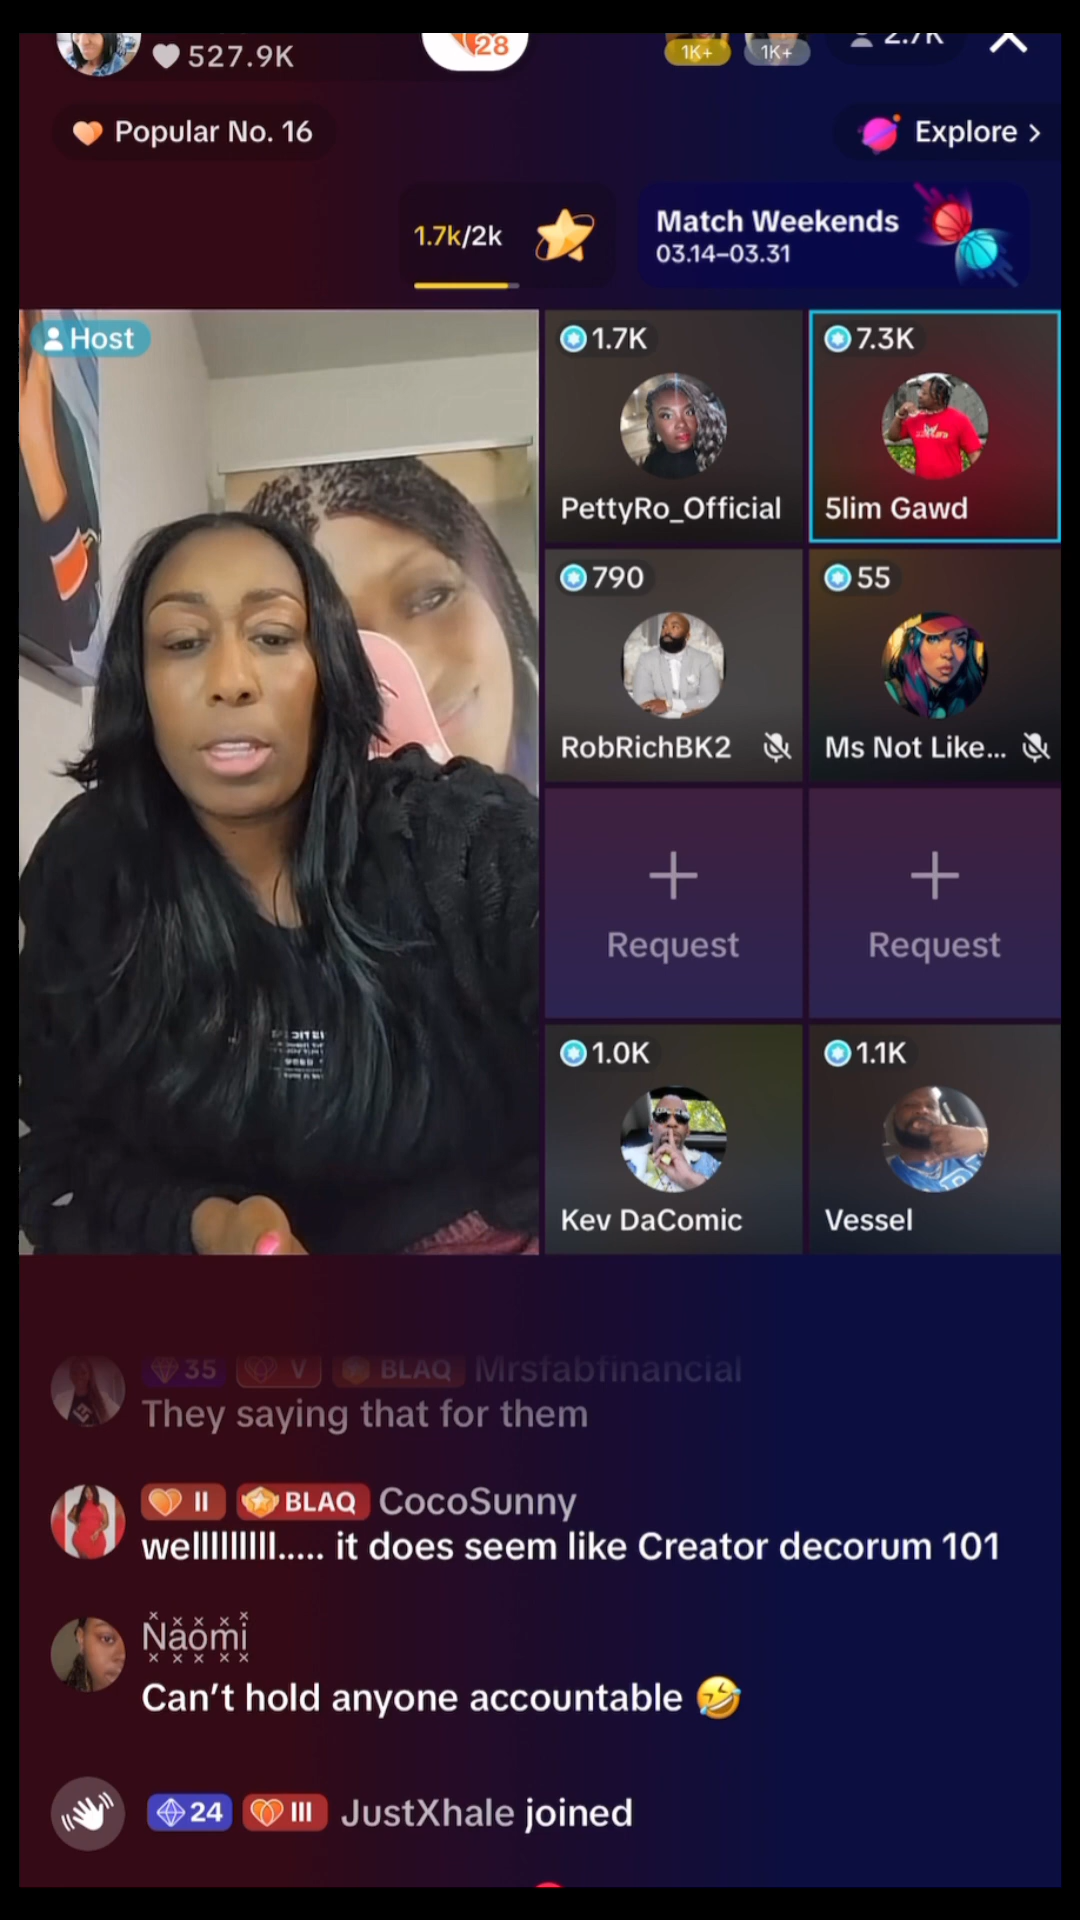 527.9K
28
1K+
1K+
2.7K
Popular No. 16
Explore >
1.7k/2k
Match Weekends
03.14–03.31
Host
1.7K
PettyRo_Official
7.3K
5lim Gawd
790
RobRichBK2
55
Ms Not Like...
Request
Request
1.0K
Kev DaComic
1.1K
Vessel
35 V BLAQ Mrsfabfinancial
They saying that for them
II BLAQ CocoSunny
welllllllll..... it does seem like Creator decorum 101
Naomi
Can't hold anyone accountable 🤣
24 III JustXhale joined